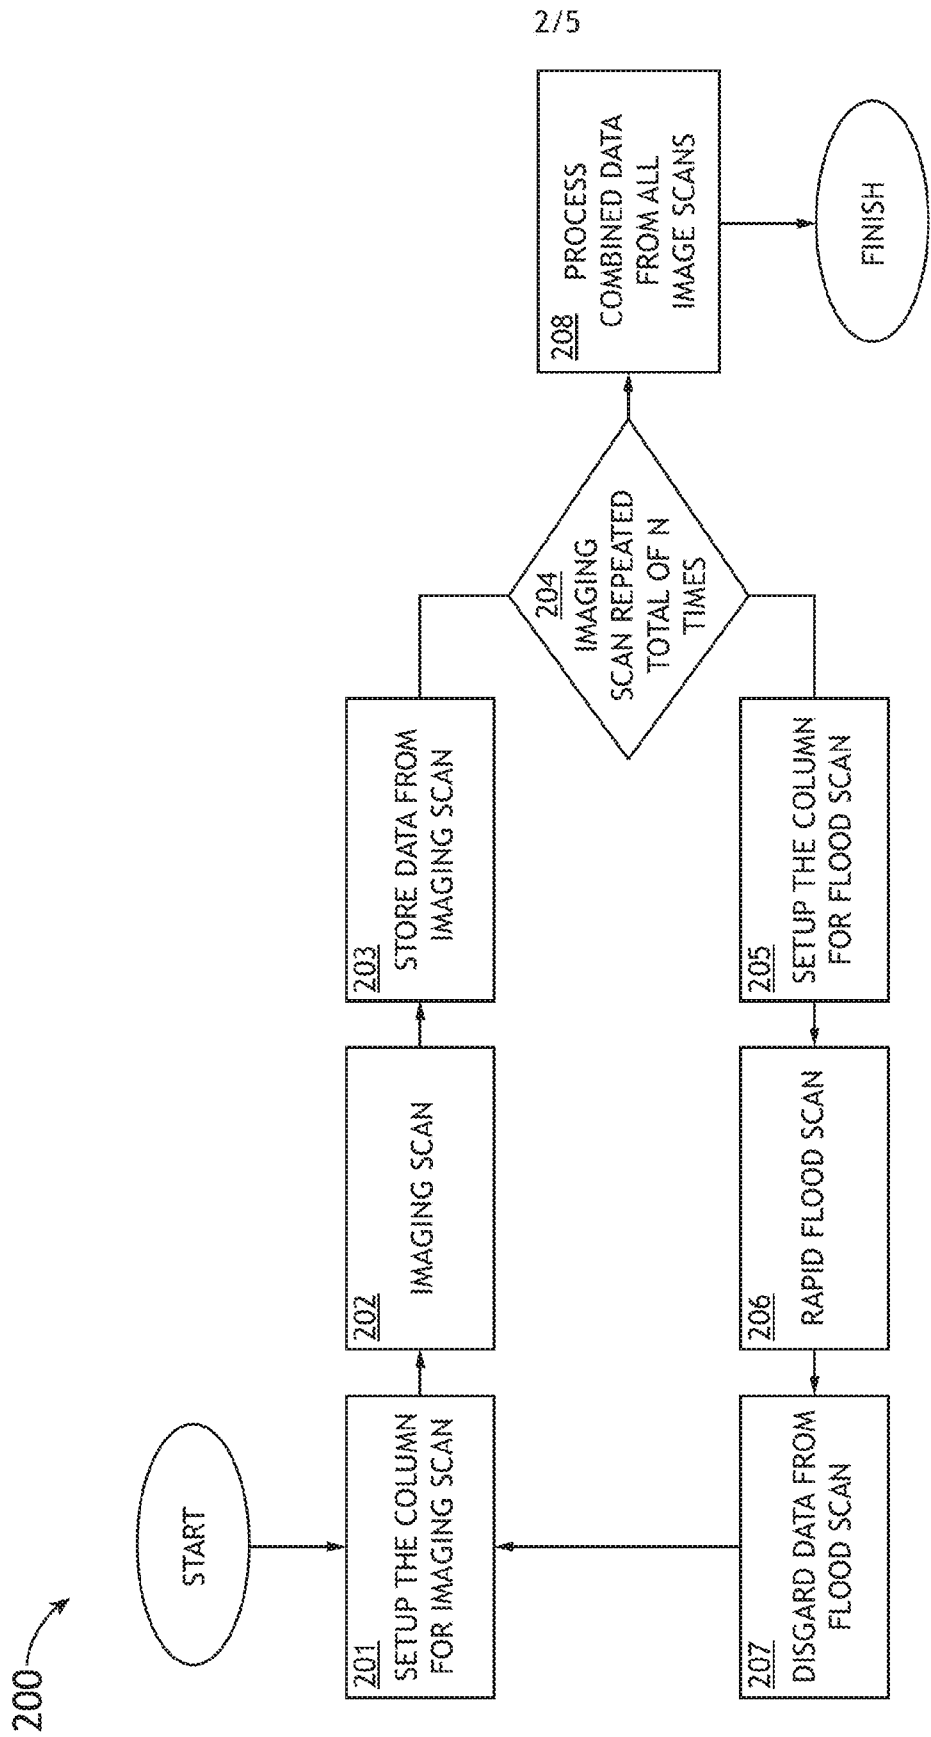 2/5
200
START
201
SETUP THE COLUMN
FOR IMAGING SCAN
202
IMAGING SCAN
203
STORE DATA FROM
IMAGING SCAN
204
IMAGING
SCAN REPEATED
TOTAL OF N
TIMES
205
SETUP THE COLUMN
FOR FLOOD SCAN
206
RAPID FLOOD SCAN
207
DISGARD DATA FROM
FLOOD SCAN
208 PROCESS
COMBINED DATA
FROM ALL
IMAGE SCANS
FINISH